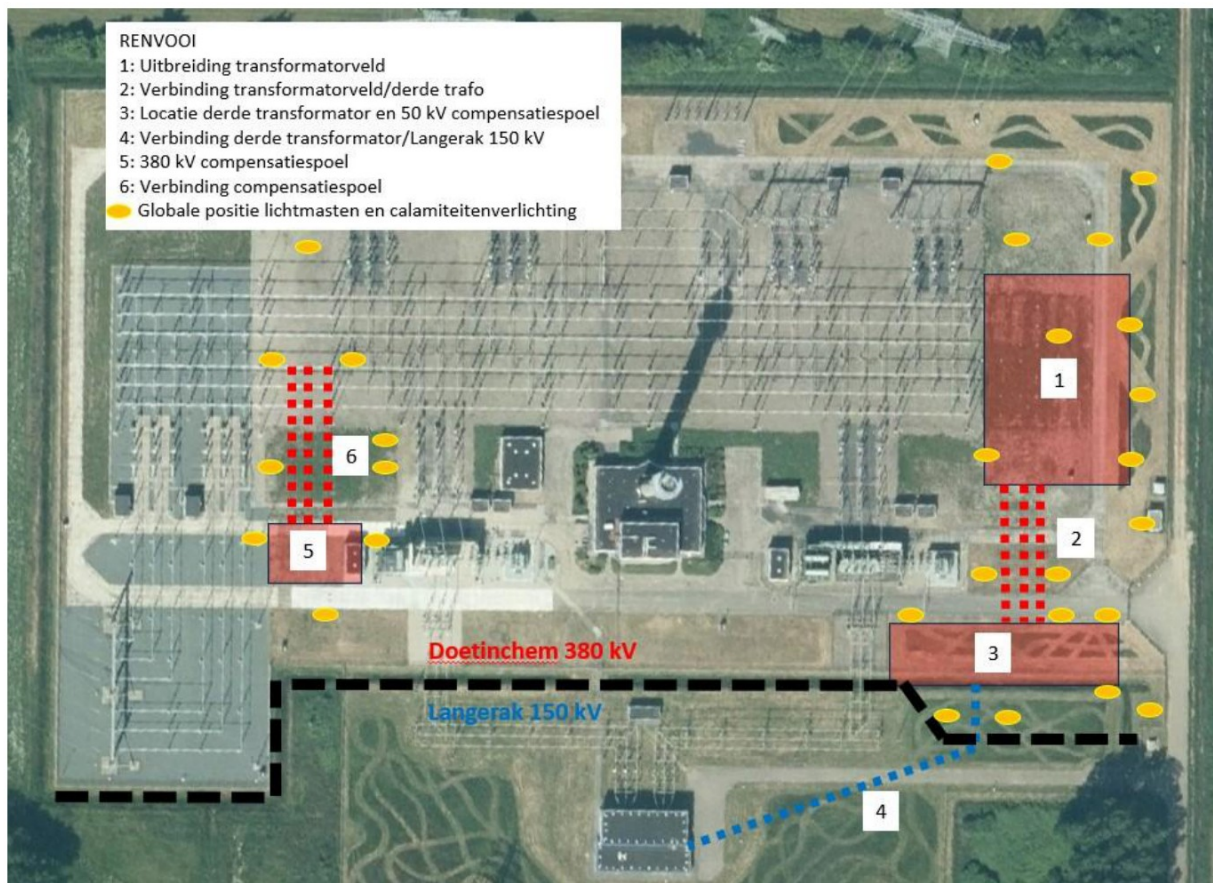 RENVOOI
1: Uitbreiding transformatorveld
2: Verbinding transformatorveld/derde trafo
3: Locatie derde transformator en 50 kV compensatiespoel
4: Verbinding derde transformator/Langerak 150 kV
5: 380 kV compensatiespoel
6: Verbinding compensatiespoel
Globale positie lichtmasten en calamiteitenverlichting
1
6
2
5
3
Doetinchem 380 kV
Langerak 150 kV
4